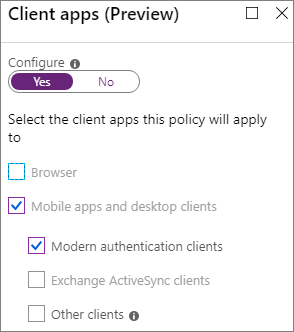 Client apps (Preview)
Configure
Yes No
Select the client apps this policy will apply
to
Browser
Mobile apps and desktop clients
Modern authentication clients
Exchange ActiveSync clients
Other clients